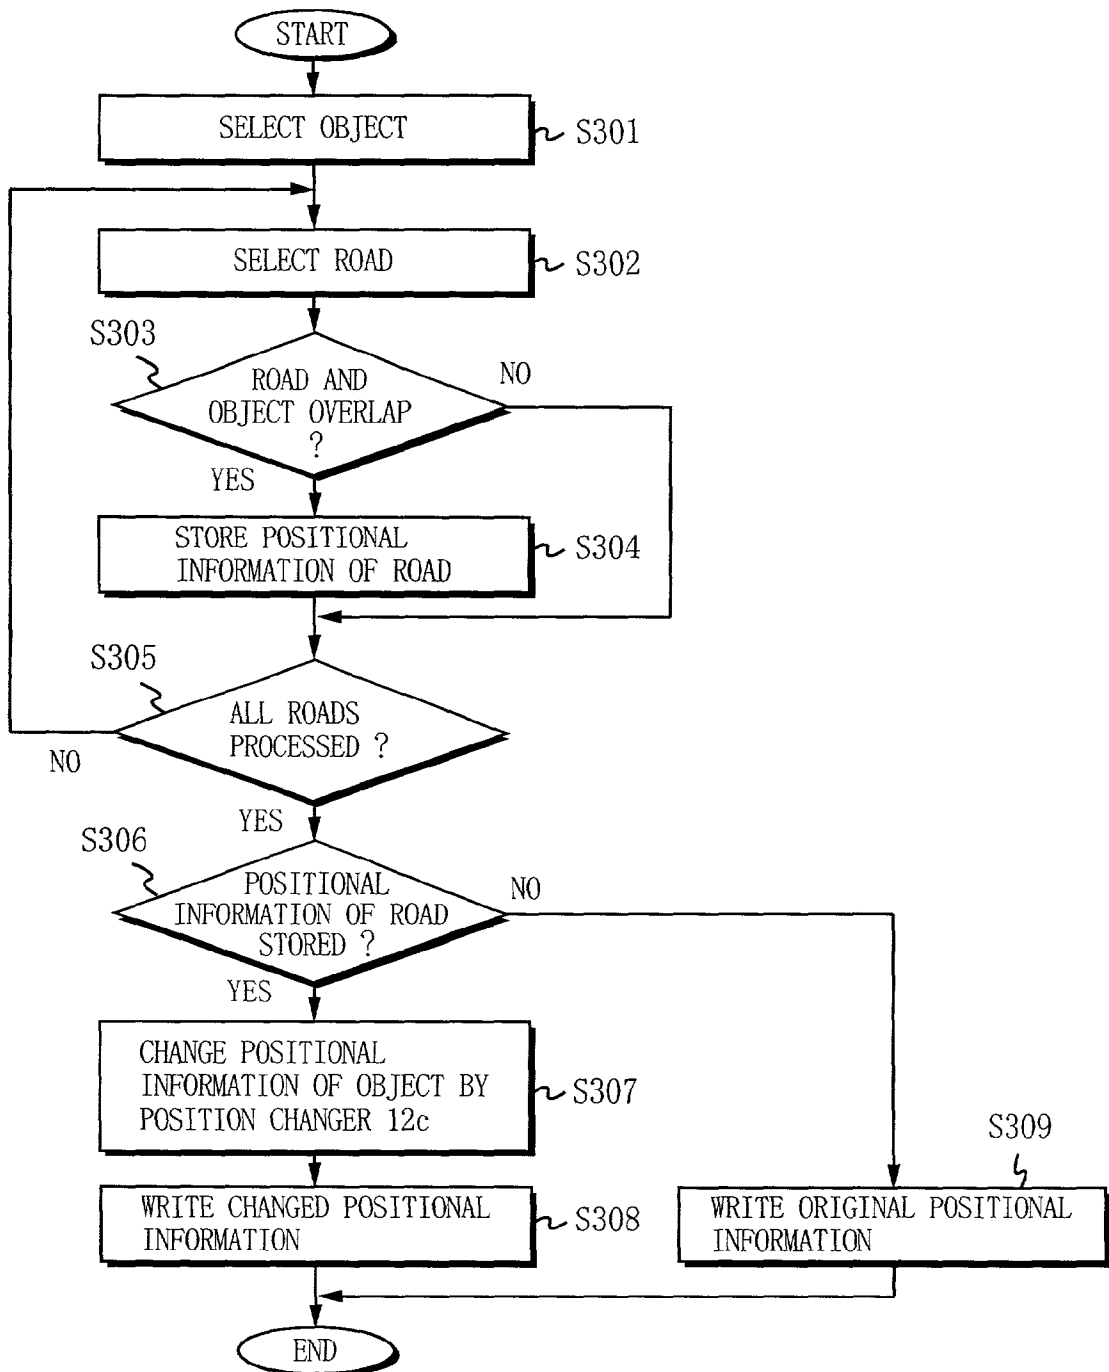 START
SELECT OBJECT
S301
SELECT ROAD
S302
S303
ROAD AND
OBJECT OVERLAP
?
NO
YES
STORE POSITIONAL
INFORMATION OF ROAD
S304
S305
ALL ROADS
PROCESSED ?
NO
YES
S306
POSITIONAL
INFORMATION OF ROAD
STORED ?
NO
YES
CHANGE POSITIONAL
INFORMATION OF OBJECT BY
POSITION CHANGER 12c
S307
S309
WRITE CHANGED POSITIONAL
INFORMATION
S308
WRITE ORIGINAL POSITIONAL
INFORMATION
END